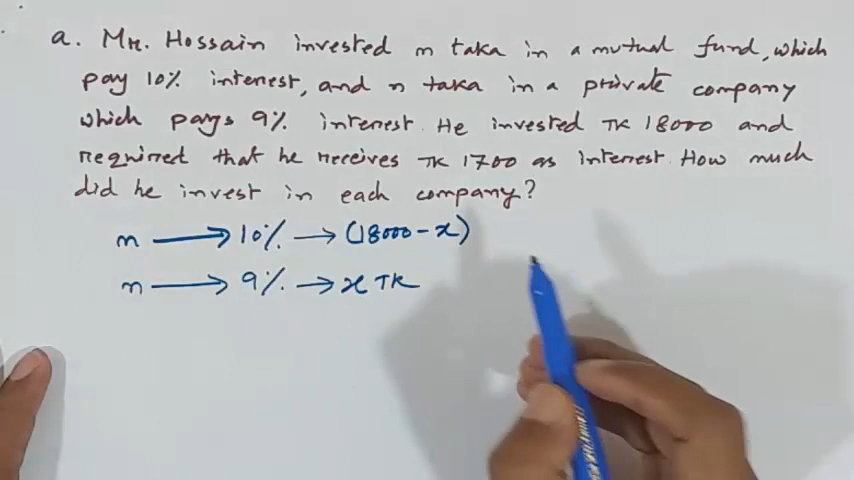 a. Mr. Hossain invested m taka in a mutual fund, which
pay 10% interest, and n taka in a private company
which pays 9% interest. He invested TK 18000 and
required that he receives TK 1700 as interest. How much
did he invest in each company?
m → 10% → (18000 - x)
n → 9% → x TK